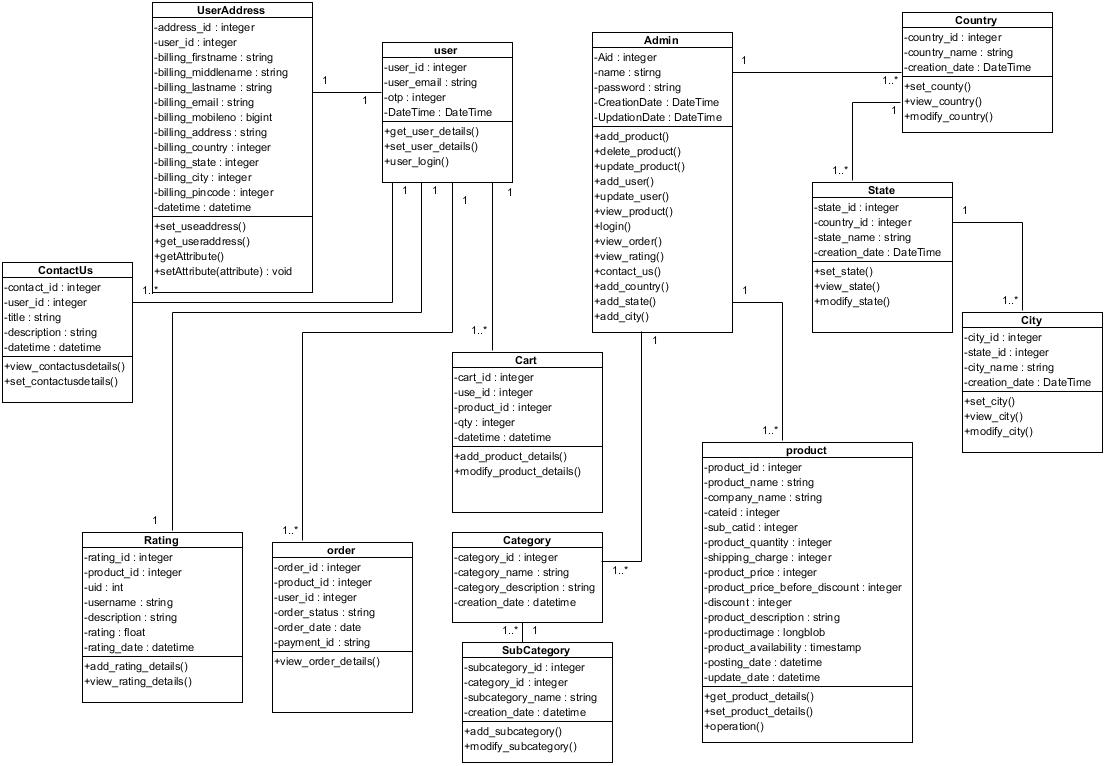 UserAddress
-address_id : integer
-user_id : integer
-billing_firstname : string
-billing_middlename : string
-billing_lastname : string
-billing_email : string
-billing_mobileno : bigint
-billing_address : string
-billing_country : integer
-billing_state : integer
-billing_city : integer
-billing_pincode : integer
-datetime : datetime
+set_useaddress()
+get_useraddress()
+getAttribute()
+setAttribute(attribute) : void
1
1
user
-user_id : integer
-user_email : string
-otp : integer
-DateTime : DateTime
+get_user_details()
+set_user_details()
+user_login()
1
1
1
1
Admin
-Aid : integer
-name : stirng
-password : string
-CreationDate : DateTime
-UpdationDate : DateTime
+add_product()
+delete_product()
+update_product()
+add_user()
+update_user()
+view_product()
+login()
+view_order()
+view_rating()
+contact_us()
+add_country()
+add_state()
+add_city()
1
1..*
Country
-country_id : integer
-country_name : string
-creation_date : DateTime
+set_county()
+view_country()
+modify_county()
1
1..*
State
-state_id : integer
-country_id : integer
-state_name : string
-creation_date : DateTime
+set_state()
+view_state()
+modify_state()
1
1..*
City
-city_id : integer
-state_id : integer
-city_name : string
-creation_date : DateTime
+set_city()
+view_city()
+modify_city()
ContactUs
-contact_id : integer
-user_id : integer
-title : string
-description : string
-datetime : datetime
+view_contactusdetails()
+set_contactusdetails()
1..*
1..*
Cart
-cart_id : integer
-use_id : integer
-product_id : integer
-qty : integer
-datetime : datetime
+add_product_details()
+modify_product_details()
1
1
1..*
product
-product_id : integer
-product_name : string
-company_name : string
-cateid : integer
-sub_catid : integer
-product_quantity : integer
-shipping_charge : integer
-product_price : integer
-product_price_before_discount : integer
-discount : integer
-product_description : string
-productimage : longblob
-product_availability : timestamp
-posting_date : datetime
-update_date : datetime
+get_product_details()
+set_product_details()
+operation()
1
Rating
-rating_id : integer
-product_id : integer
-uid : int
-username : string
-description : string
-rating : float
-rating_date : datetime
+add_rating_details()
+view_rating_details()
1..*
order
-order_id : integer
-product_id : integer
-user_id : integer
-order_status : string
-order_date : date
-payment_id : string
+view_order_details()
Category
-category_id : integer
-category_name : string
-category_description : string
-creation_date : datetime
1..*
1..*
1
SubCategory
-subcategory_id : integer
-category_id : integer
-subcategory_name : string
-creation_date : datetime
+add_subcategory()
+modify_subcategory()